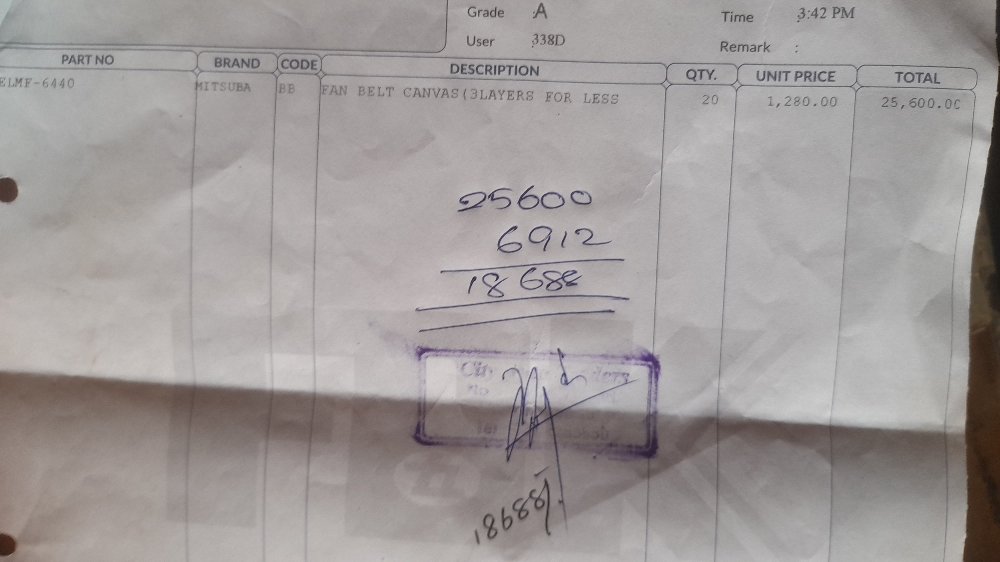 Grade : A
Time : 3:42 PM
User : 338D
Remark :
PART NO BRAND CODE DESCRIPTION QTY. UNIT PRICE TOTAL
ELMF-6440 MITSUBA BB FAN BELT CANVAS(3LAYERS FOR LESS 20 1,280.00 25,600.00
25600
6912
18688
18688/.